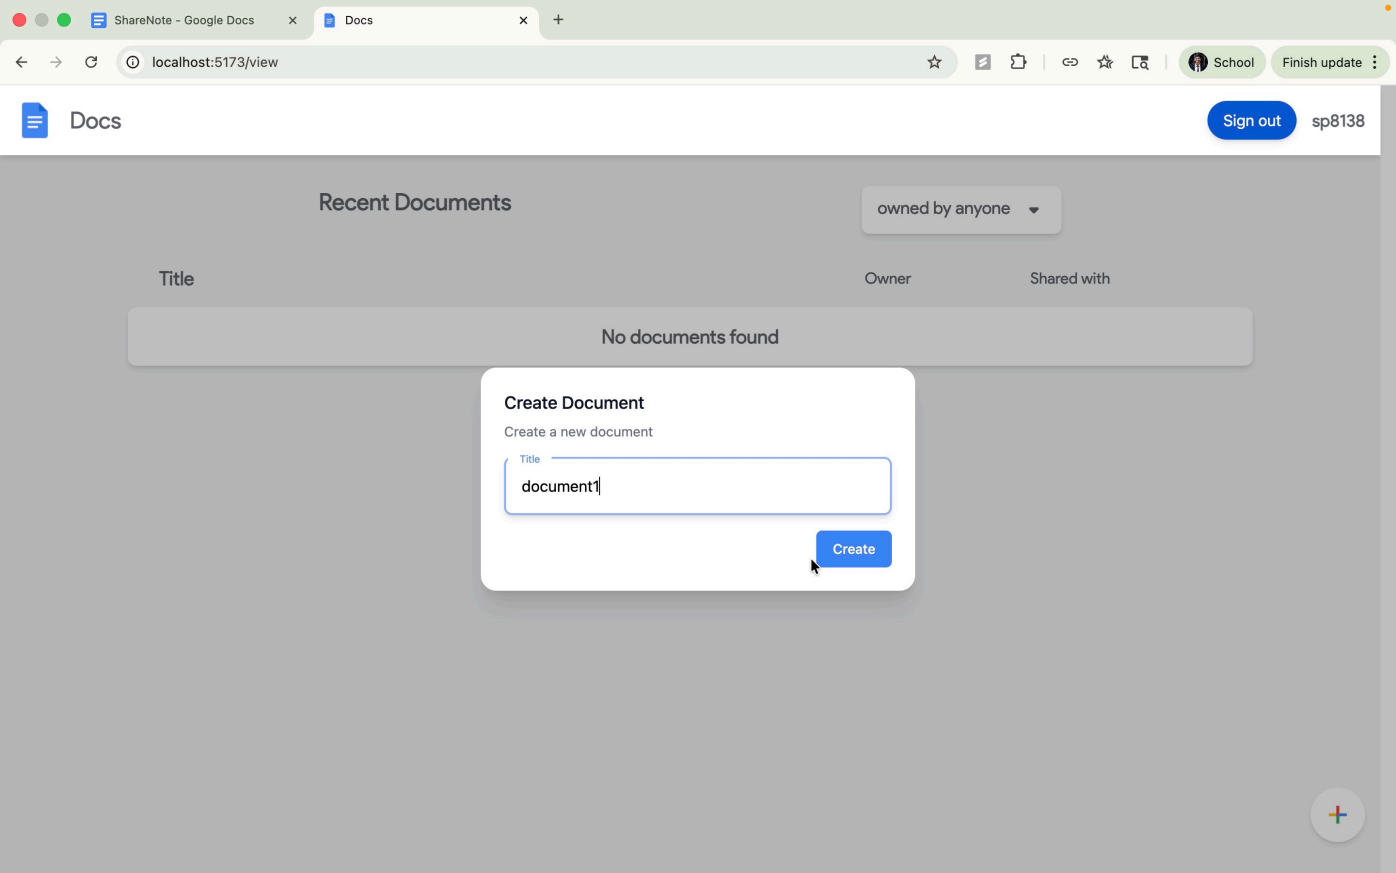 ShareNote - Google Docs
Docs
localhost:5173/view
School
Finish update
Docs
Sign out
sp8138
Recent Documents
owned by anyone
Title
Owner
Shared with
No documents found
Create Document
Create a new document
Title
document1
Create